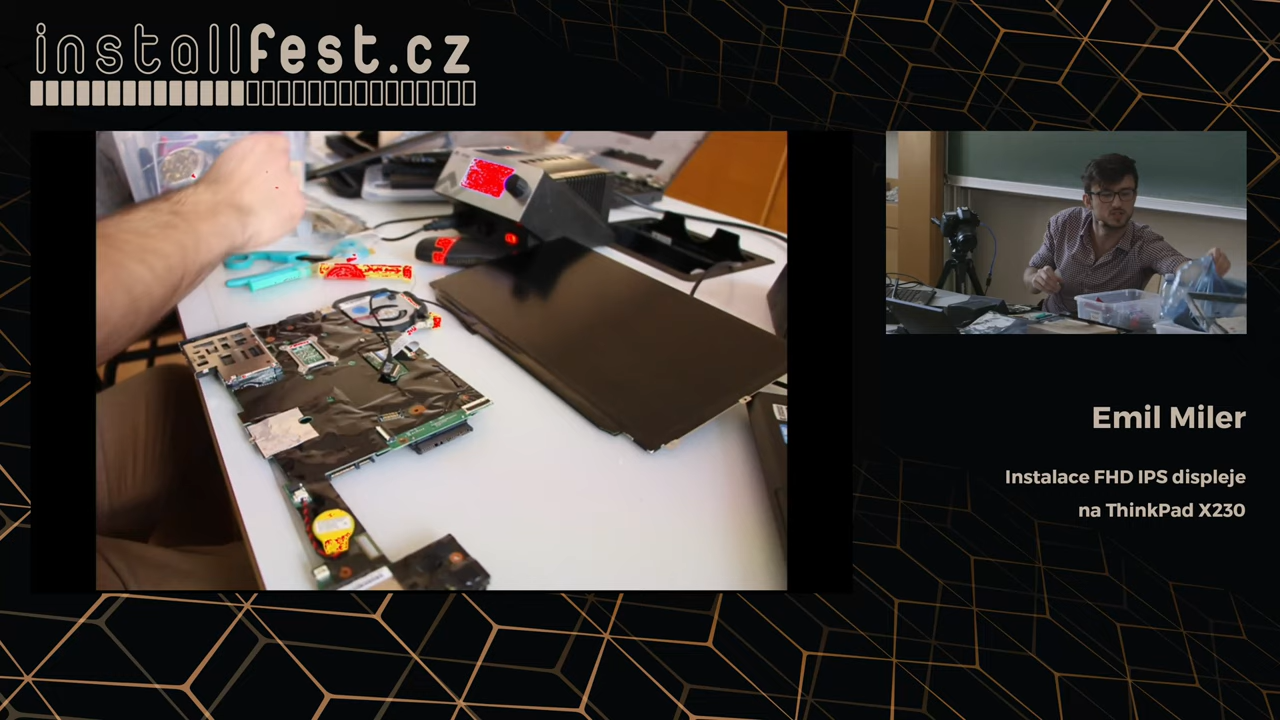 installfest.cz
Emil Miler
Instalace FHD IPS displeje
na ThinkPad X230